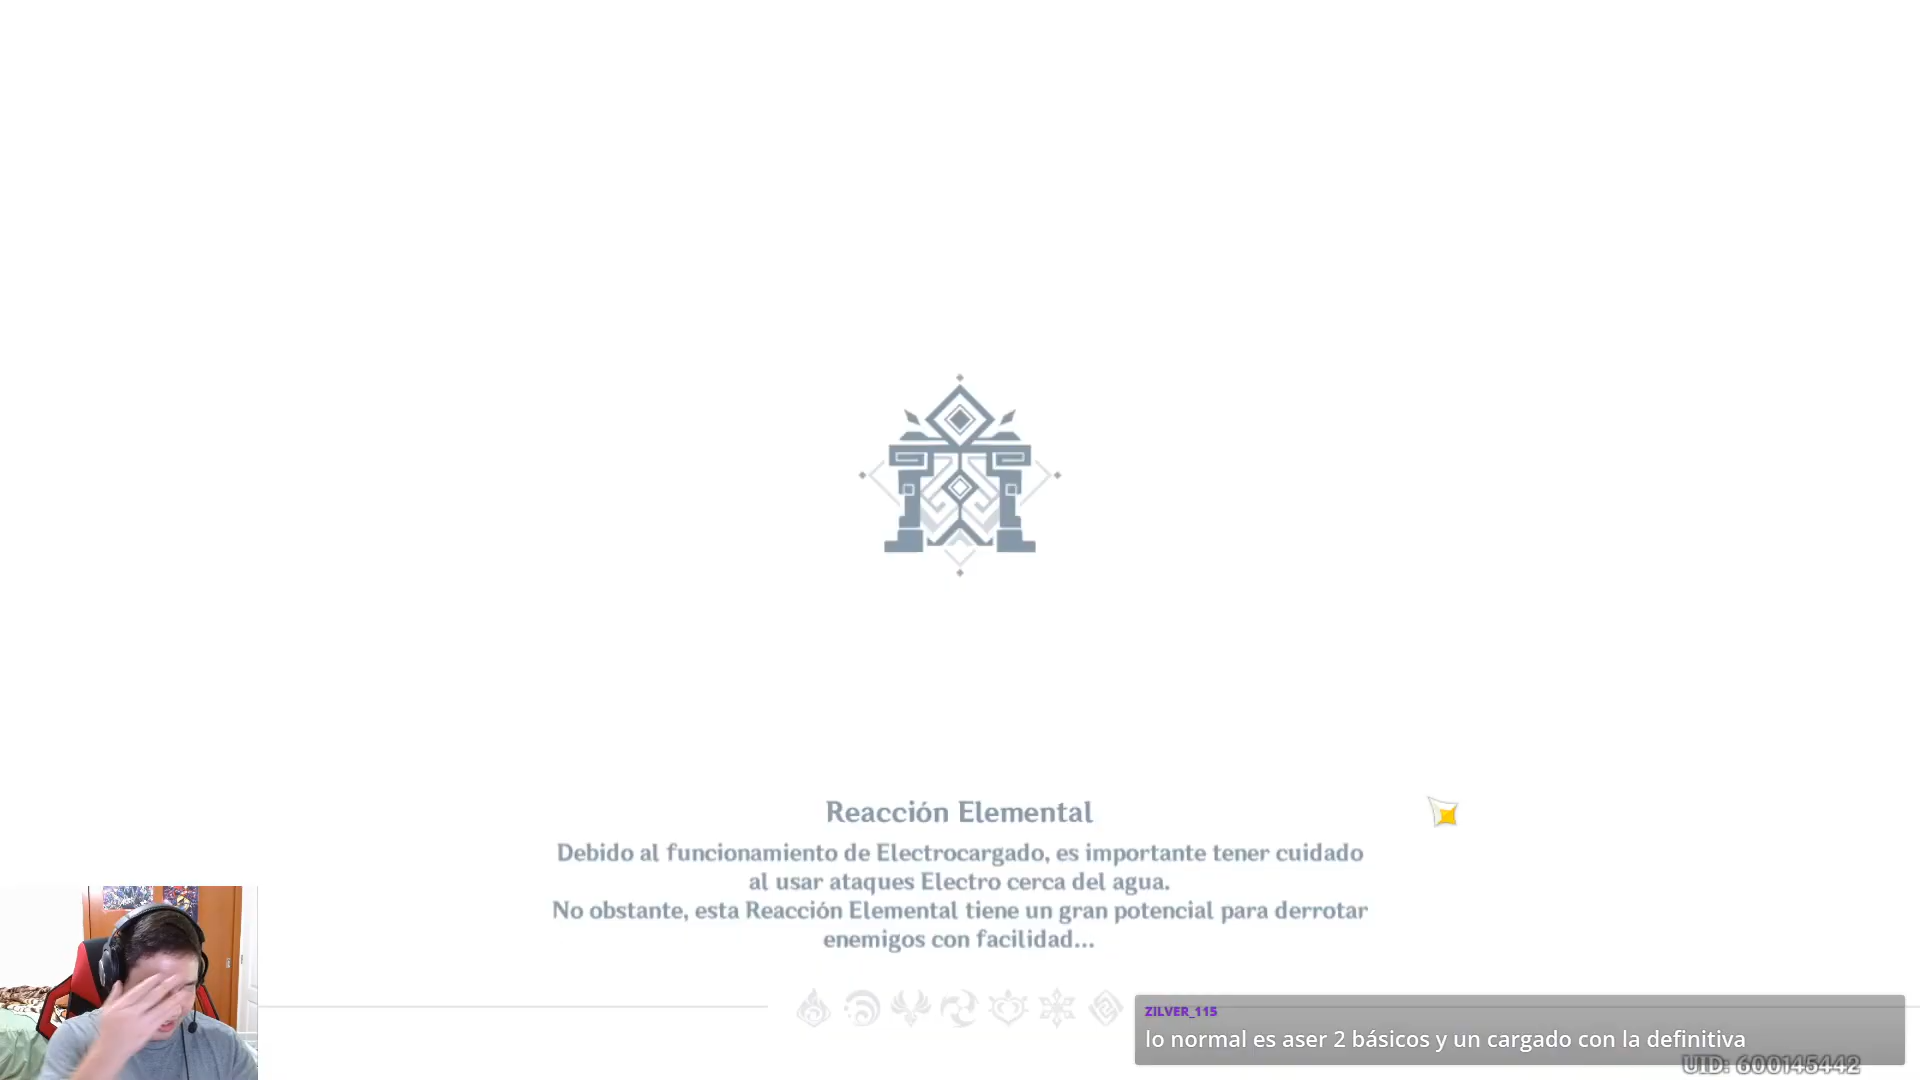 Reacción Elemental
Debido al funcionamiento de Electrocargado, es importante tener cuidado
al usar ataques Electro cerca del agua.
No obstante, esta Reacción Elemental tiene un gran potencial para derrotar
enemigos con facilidad...
ZILVER_115
lo normal es aser 2 básicos y un cargado con la definitiva
UID: 600145442